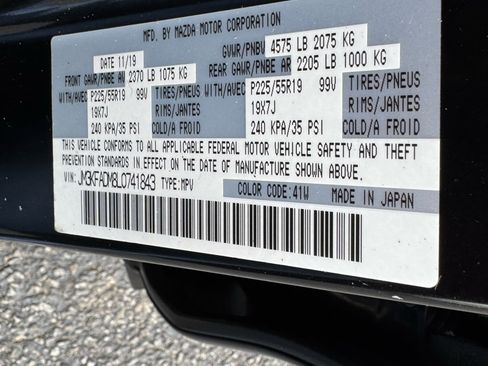 MFD. BY MAZDA MOTOR CORPORATION
DATE 11/19 GVWR/PNBV 4575 LB 2075 KG
FRONT GAWR/PNBE AV 2370 LB 1075 KG REAR GAWR/PNBE AR 2205 LB 1000 KG
WITH/AVEC P225/55R19 99V TIRES/PNEUS WITH/AVEC P225/55R19 99V TIRES/PNEUS
19X7J RIMS/JANTES 19X7J RIMS/JANTES
240 KPA/35 PSI COLD/A FROID 240 KPA/35 PSI COLD/A FROID
THIS VEHICLE CONFORMS TO ALL APPLICABLE FEDERAL MOTOR VEHICLE SAFETY AND THEFT
PREVENTION STANDARDS IN EFFECT ON THE DATE OF MANUFACTURE SHOWN ABOVE.
VIN: JM3KFADM8L0741843 TYPE:MPV
COLOR CODE:41W MADE IN JAPAN